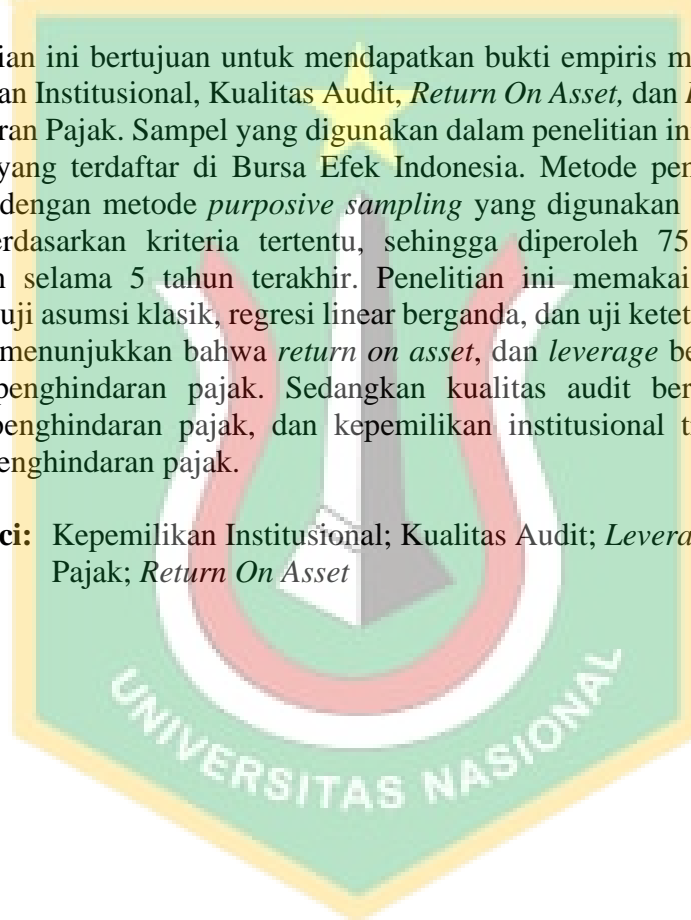 ian ini bertujuan untuk mendapatkan bukti empiris m
an Institusional, Kualitas Audit, Return On Asset, dan
ran Pajak. Sampel yang digunakan dalam penelitian in
yang terdaftar di Bursa Efek Indonesia. Metode pen
dengan metode purposive sampling yang digunakan
erdasarkan kriteria tertentu, sehingga diperoleh 75
selama 5 tahun terakhir. Penelitian ini memakai
uji asumsi klasik, regresi linear berganda, dan uji ketet
menunjukkan bahwa return on asset, dan leverage be
penghindaran pajak. Sedangkan kualitas audit ber
penghindaran pajak, dan kepemilikan institusional t
enghindaran pajak.
ci: Kepemilikan Institusional; Kualitas Audit; Levera
Pajak; Return On Asset
UNIVERSITAS NASIONAL